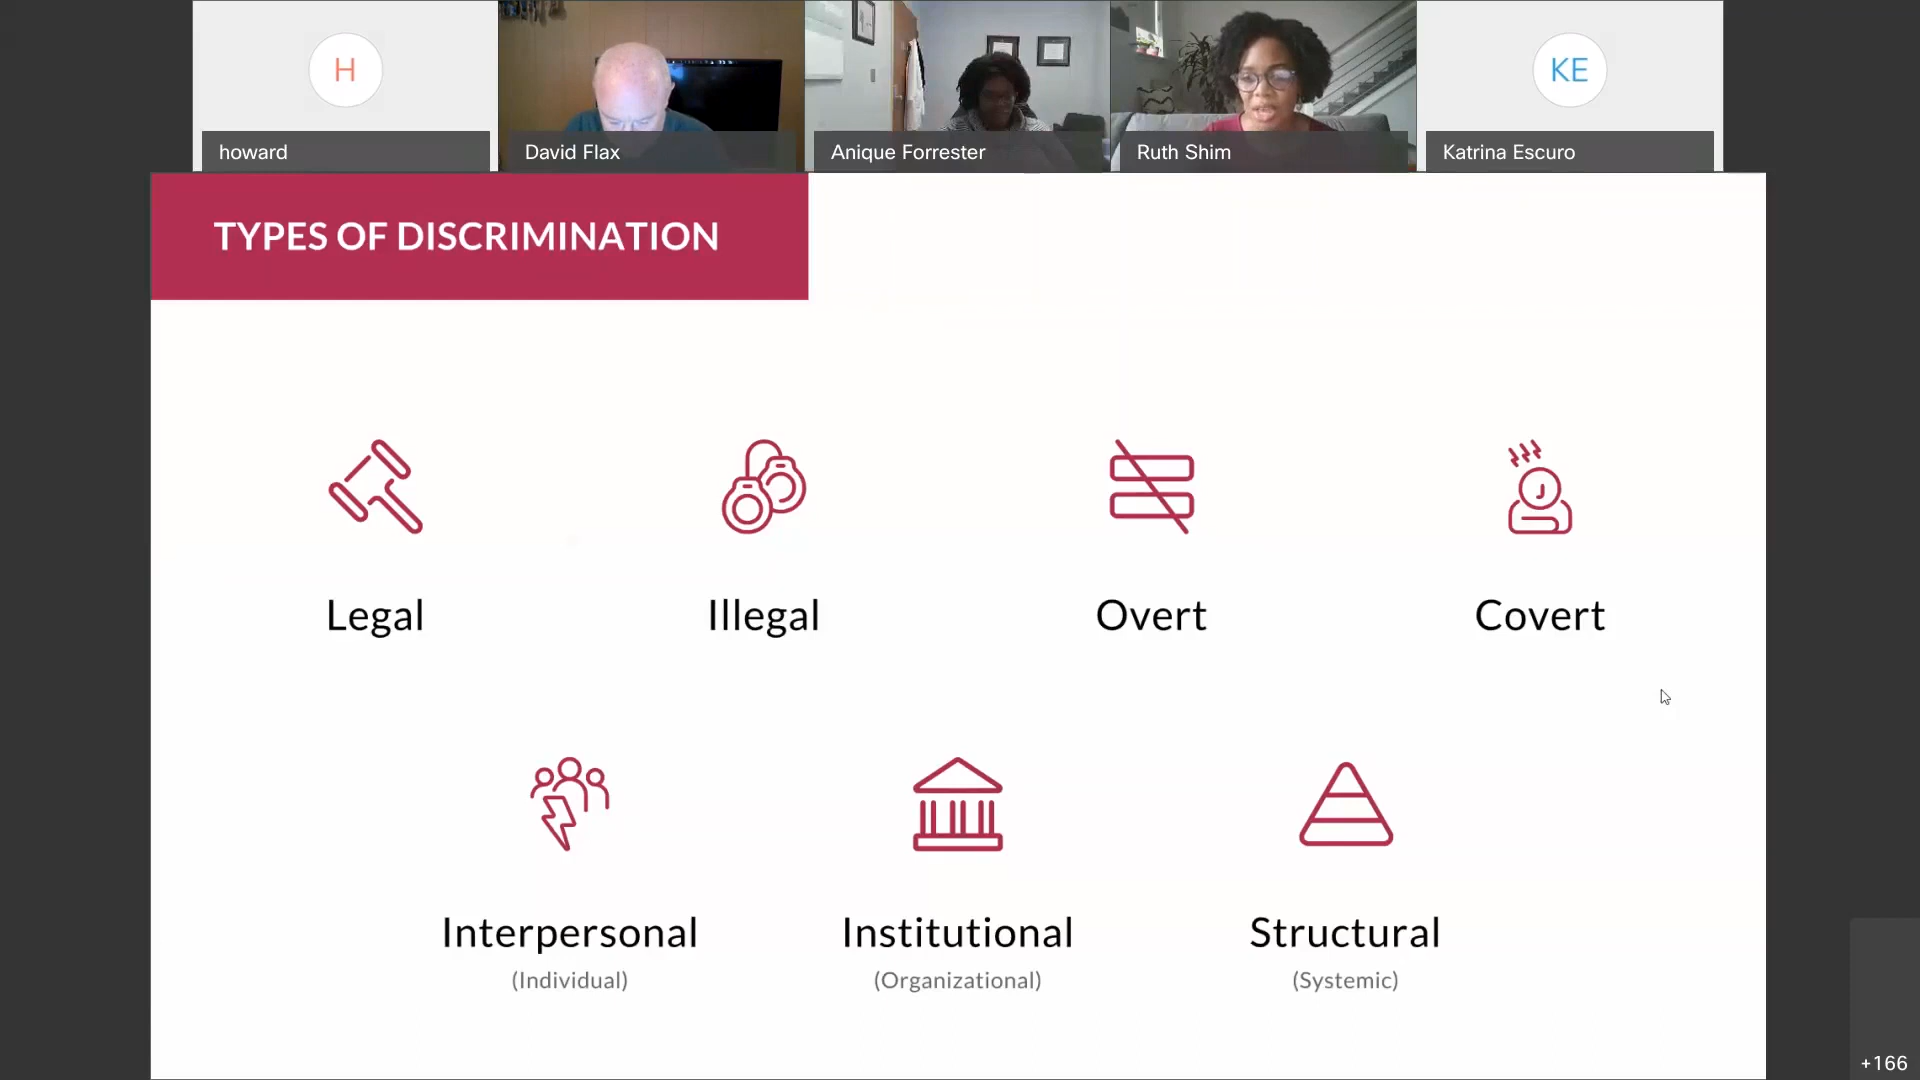 H
KE
howard
David Flax
Anique Forrester
Ruth Shim
Katrina Escuro
TYPES OF DISCRIMINATION
Legal
Illegal
Overt
Covert
Interpersonal
(Individual)
Institutional
(Organizational)
Structural
(Systemic)
+166